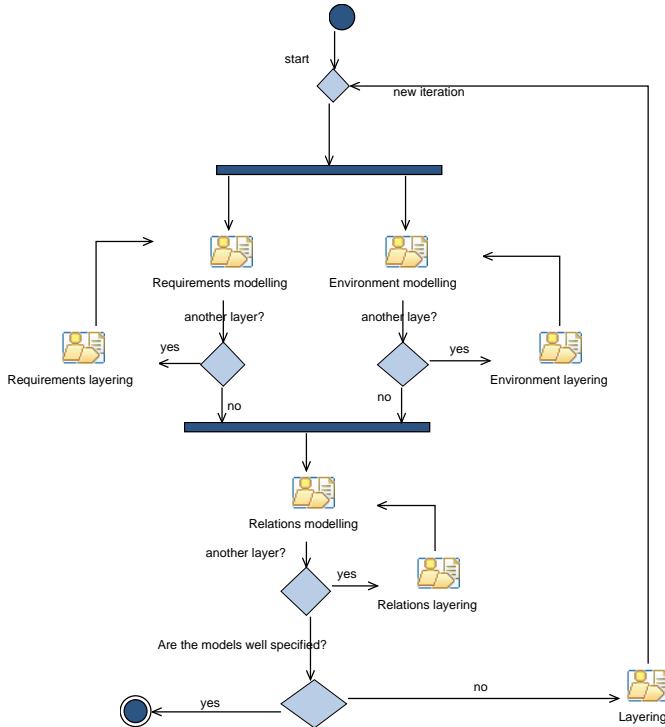 start
new iteration
Requirements modelling
Environment modelling
another layer?
another laye?
yes
yes
Requirements layering
Environment layering
no
no
Relations modelling
another layer?
yes
Relations layering
Are the models well specified?
no
yes
Layering